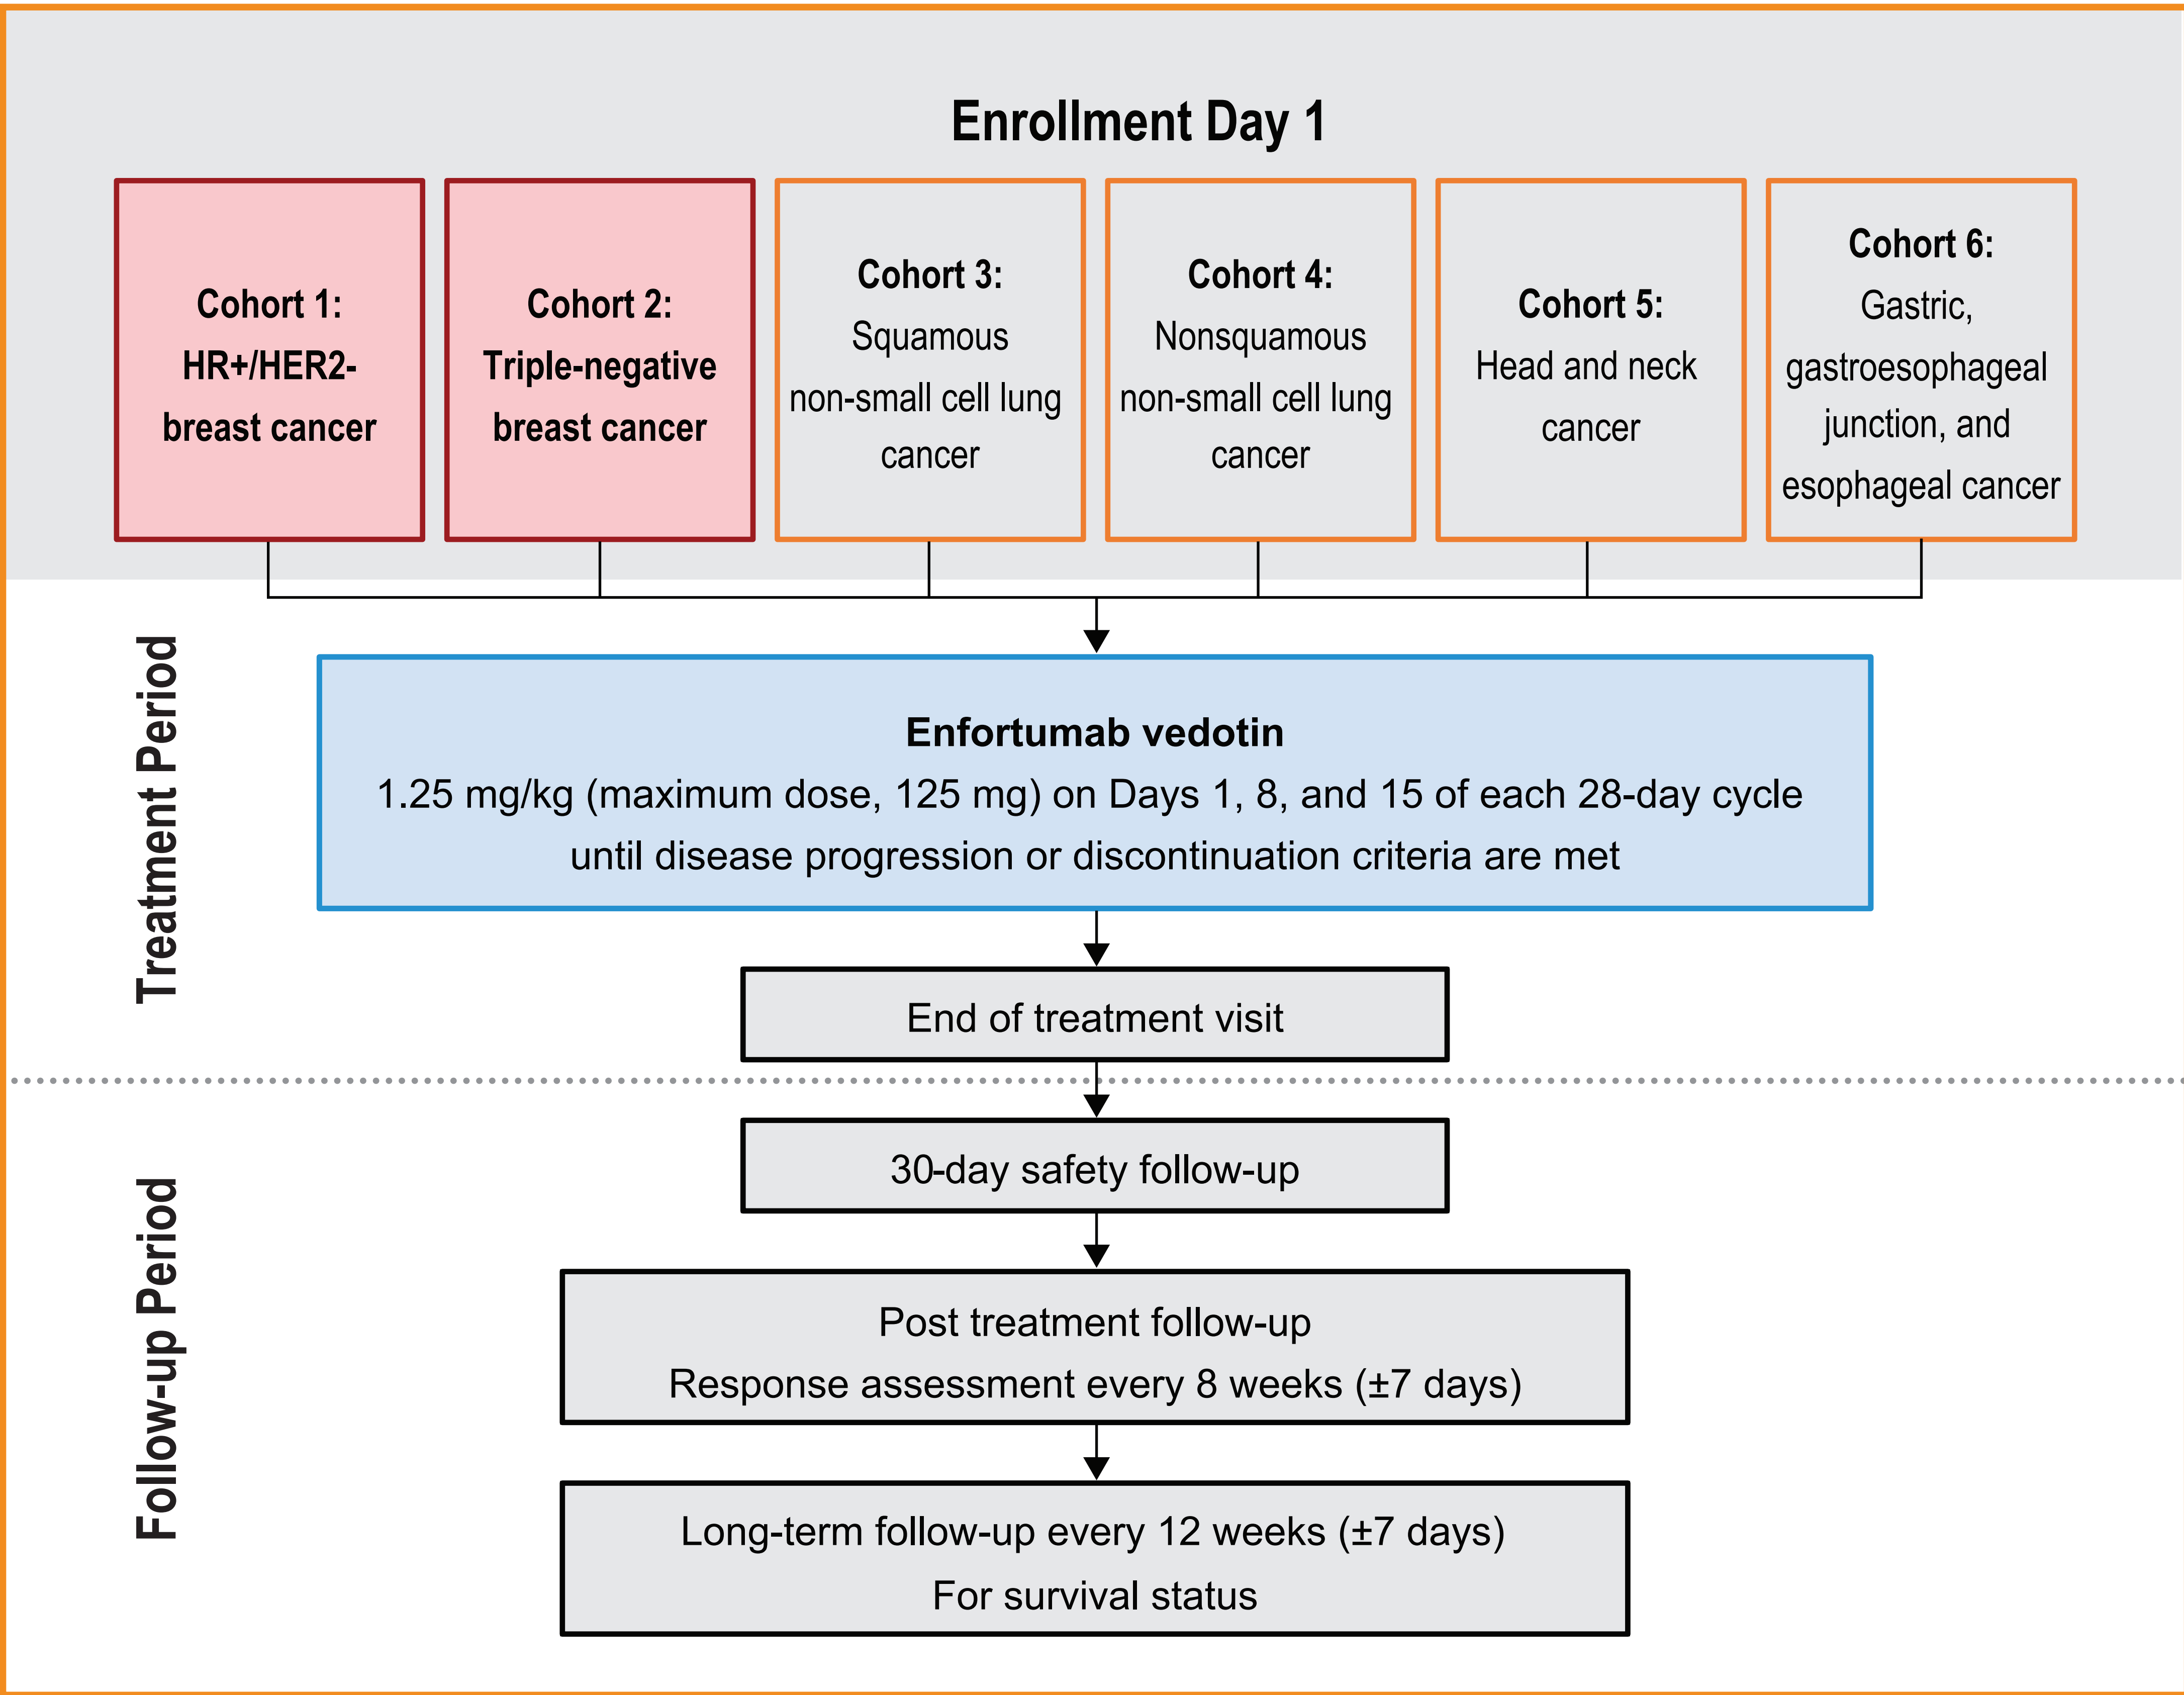 Enrollment Day 1
Cohort 1:
HR+/HER2-
breast cancer
Cohort 2:
Triple-negative
breast cancer
Cohort 3:
Squamous
non-small cell lung
cancer
Cohort 4:
Nonsquamous
non-small cell lung
cancer
Cohort 5:
Head and neck
cancer
Cohort 6:
Gastric,
gastroesophageal
junction, and
esophageal cancer
Treatment Period
Enfortumab vedotin
1.25 mg/kg (maximum dose, 125 mg) on Days 1, 8, and 15 of each 28-day cycle
until disease progression or discontinuation criteria are met
End of treatment visit
Follow-up Period
30-day safety follow-up
Post treatment follow-up
Response assessment every 8 weeks (±7 days)
Long-term follow-up every 12 weeks (±7 days)
For survival status